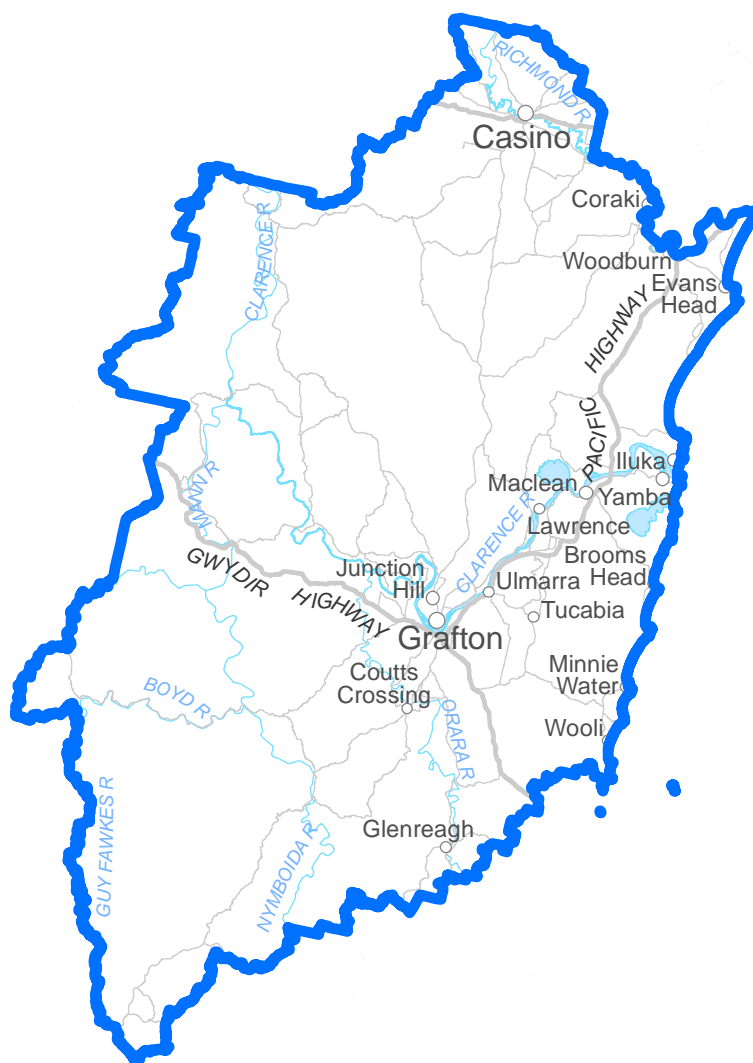 RICHMOND R
Casino
Coraki
CLARENCE R
Woodburn
Evans
Head
PACIFIC HIGHWAY
Iluka
Maclean
Yamba
MANN R
CLARENCE R
Lawrence
GWYDIR HIGHWAY
Junction
Hill
Brooms
Head
Ulmarra
Tucabia
Grafton
Coutts
Crossing
Minnie
Water
BOYD R
ORARA R
Wooli
GUY FAWKES R
Glenreagh
NYMBOIDA R